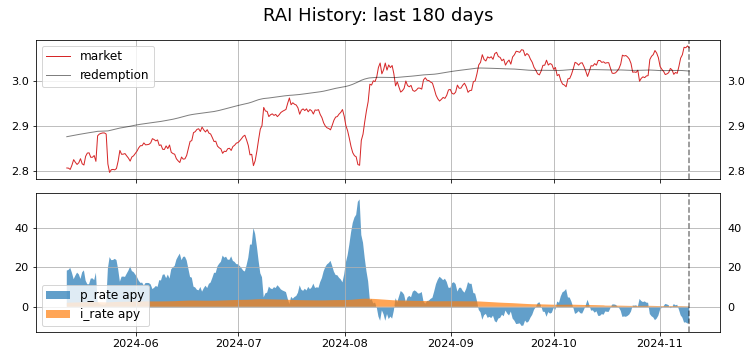 RAI History: last 180 days
market
redemption
3.0 3.0
2.9 2.9
2.8 2.8
40 40
20 20
0 0
p_rate apy
i_rate apy
2024-06 2024-07 2024-08 2024-09 2024-10 2024-11